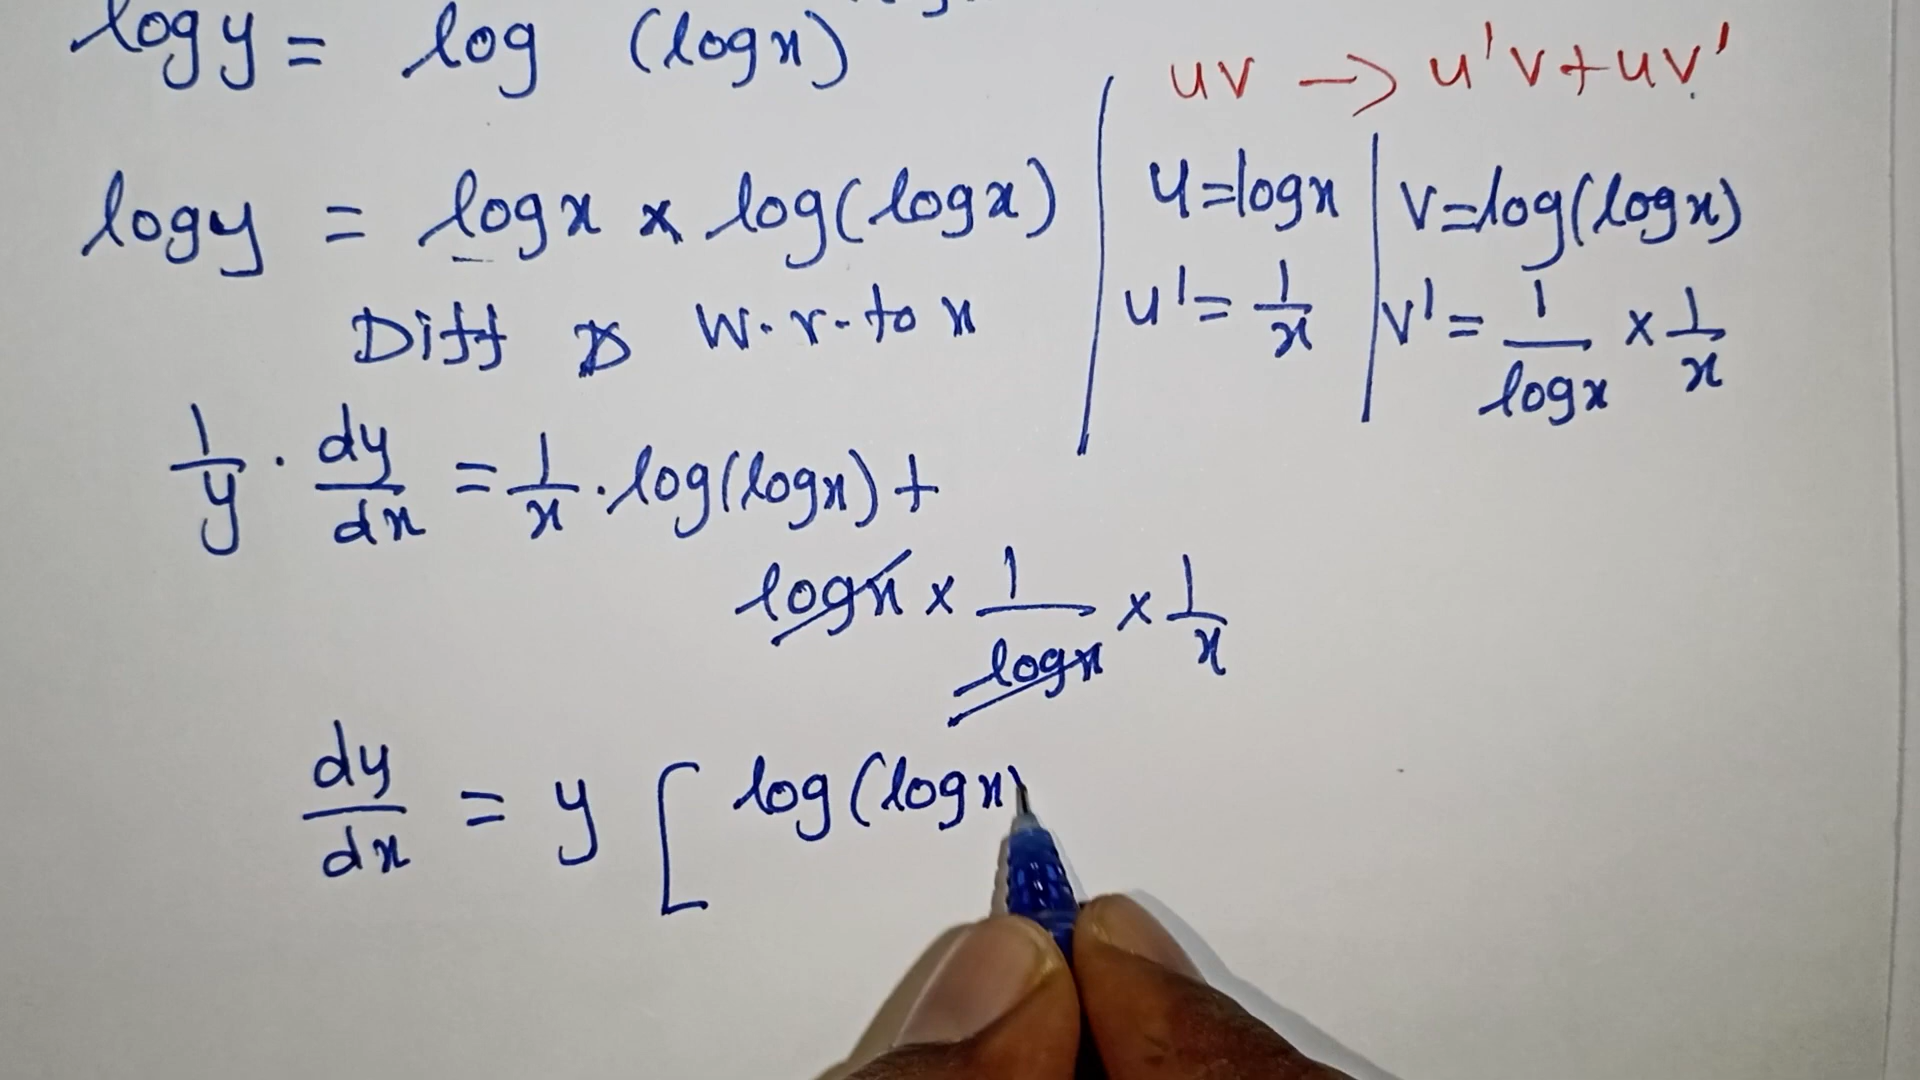 log y = log (log x)
uv → u'v + uv'
log y = log x × log(log x)
u = log x | v = log(log x)
Diff w.r.to x
u' = 1/x | v' = 1/log x × 1/x
1/y . dy/dx = 1/x . log(log x) +
log x × 1/log x × 1/x
dy/dx = y [ log(log x)